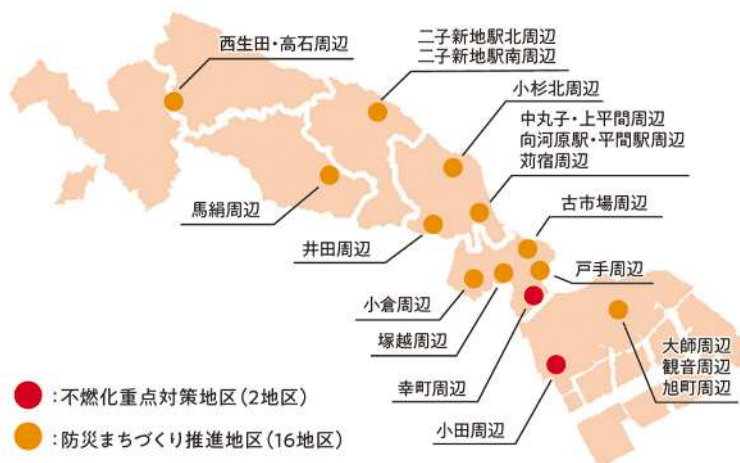 西生田・高石周辺
二子新地駅北周辺
二子新地駅南周辺
小杉北周辺
中丸子・上平間周辺
向河原駅・平間駅周辺
苅宿周辺
馬絹周辺
井田周辺
古市場周辺
戸手周辺
小倉周辺
塚越周辺
幸町周辺
小田周辺
大師周辺
観音周辺
旭町周辺
：不燃化重点対策地区（2地区）
：防災まちづくり推進地区（16地区）